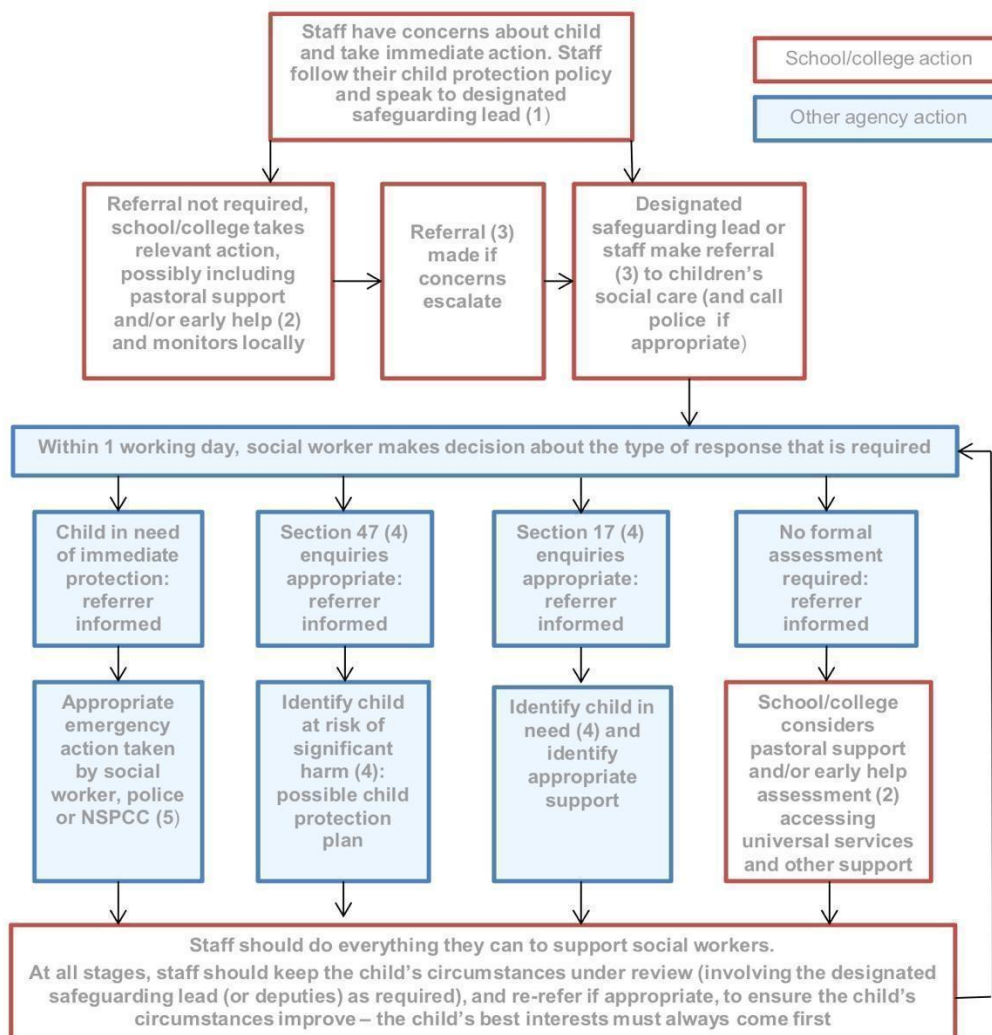 Staff have concerns about child
and take immediate action. Staff
follow their child protection policy
and speak to designated
safeguarding lead (1)
School/college action
Other agency action
Referral not required,
school/college takes
relevant action,
possibly including
pastoral support
and/or early help (2)
and monitors locally
Referral (3)
made if
concerns
escalate
Designated
safeguarding lead or
staff make referral
(3) to children’s
social care (and call
police if
appropriate)
Within 1 working day, social worker makes decision about the type of response that is required
Child in need
of immediate
protection:
referrer
informed
Section 47 (4)
enquiries
appropriate:
referrer
informed
Section 17 (4)
enquiries
appropriate:
referrer
informed
No formal
assessment
required:
referrer
informed
Appropriate
emergency
action taken
by social
worker, police
or NSPCC (5)
Identify child
at risk of
significant
harm (4):
possible child
protection
plan
Identify child in
need (4) and
identify
appropriate
support
School/college
considers
pastoral support
and/or early help
assessment (2)
accessing
universal services
and other support
Staff should do everything they can to support social workers.
At all stages, staff should keep the child’s circumstances under review (involving the designated
safeguarding lead (or deputies) as required), and re-refer if appropriate, to ensure the child’s
circumstances improve – the child’s best interests must always come first